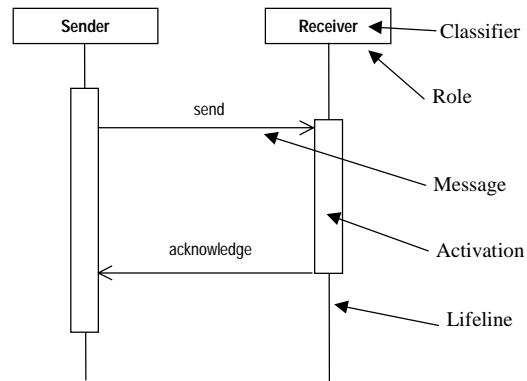 Sender
Receiver
Classifier
Role
send
Message
acknowledge
Activation
Lifeline